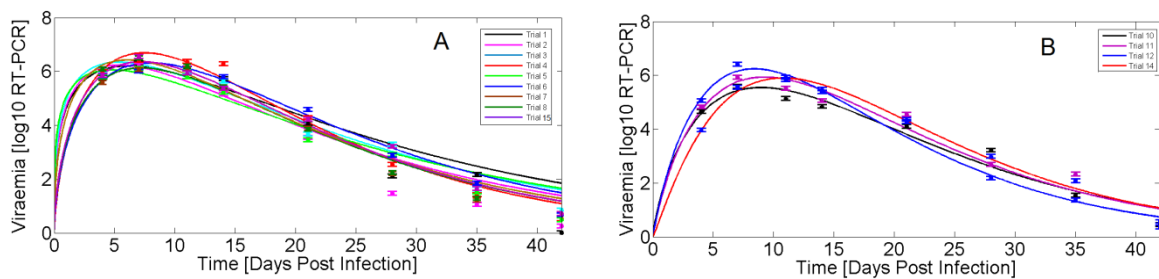 A
Viraemia [log10 RT-PCR]
8
6
4
2
0
0 5 10 15 20 25 30 35 40
Time [Days Post Infection]
Trial 1
Trial 2
Trial 3
Trial 4
Trial 5
Trial 6
Trial 7
Trial 8
Trial 15
B
Viraemia [log10 RT-PCR]
8
6
4
2
0
0 5 10 15 20 25 30 35 40
Time [Days Post Infection]
Trial 10
Trial 11
Trial 12
Trial 14